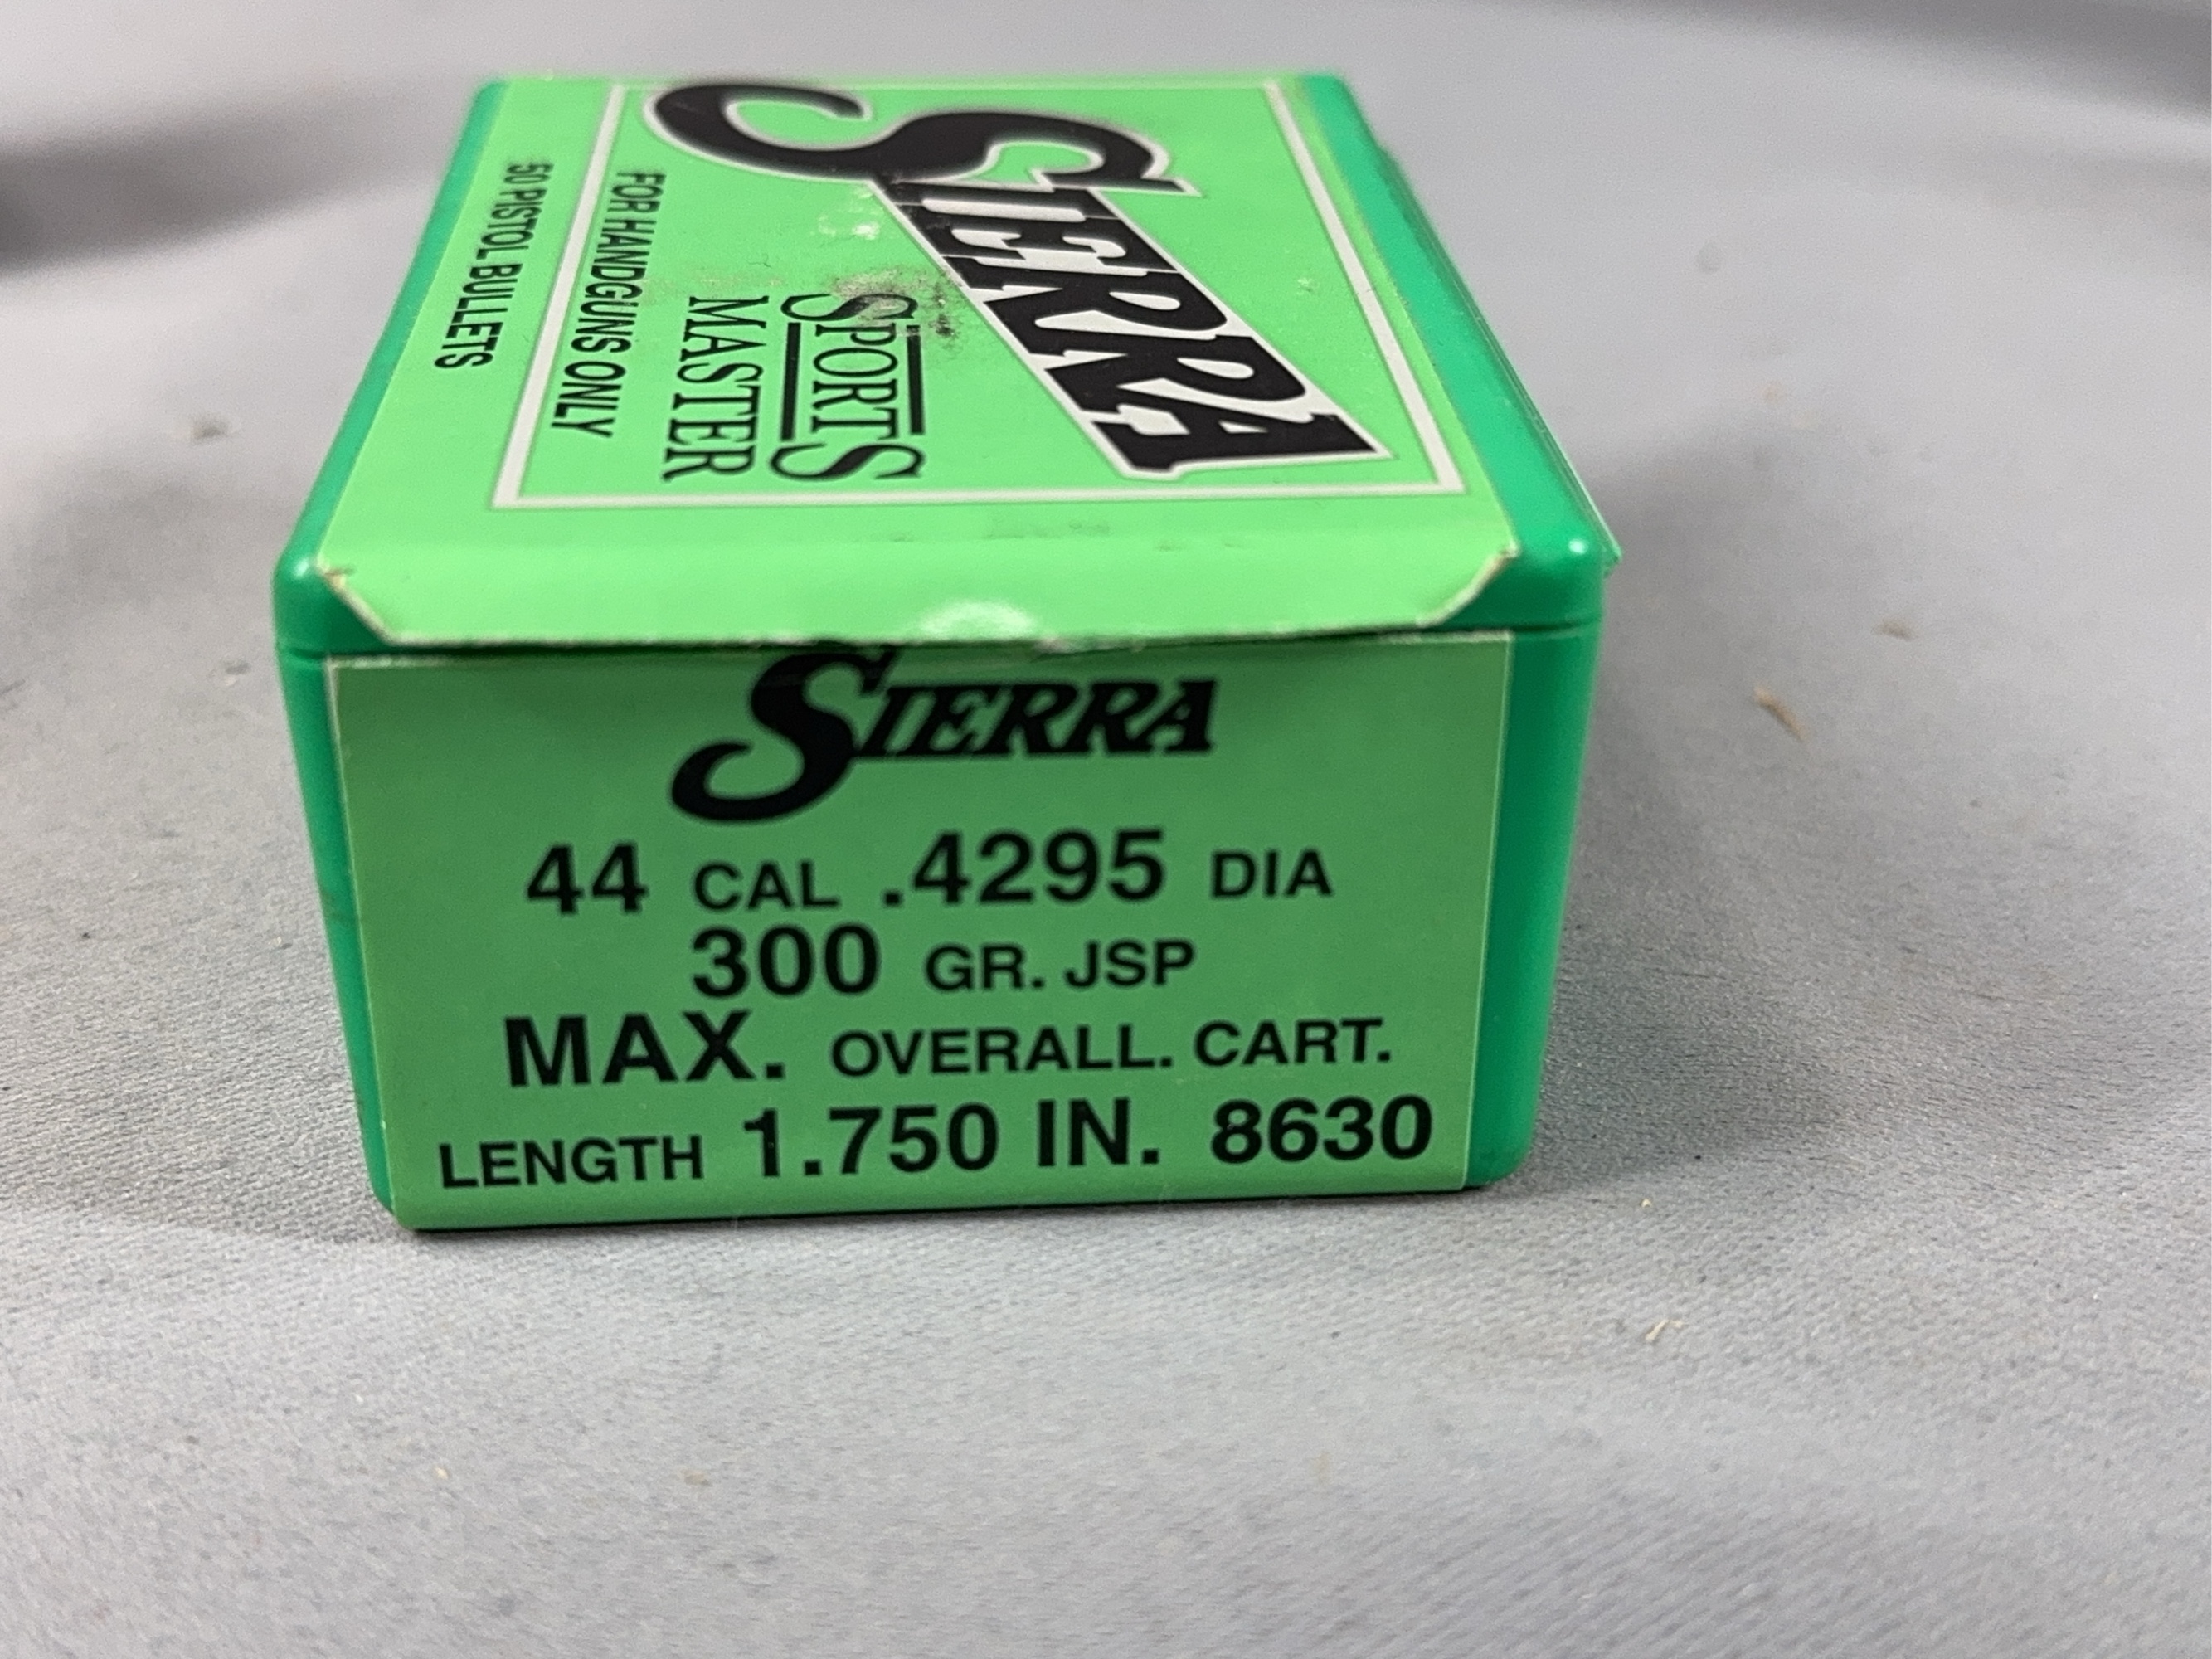 SIERRA
SPORTS
MASTER
FOR HANDGUNS ONLY
50 PISTOL BULLETS
SIERRA
44 CAL .4295 DIA
300 GR. JSP
MAX. OVERALL. CART.
LENGTH 1.750 IN. 8630